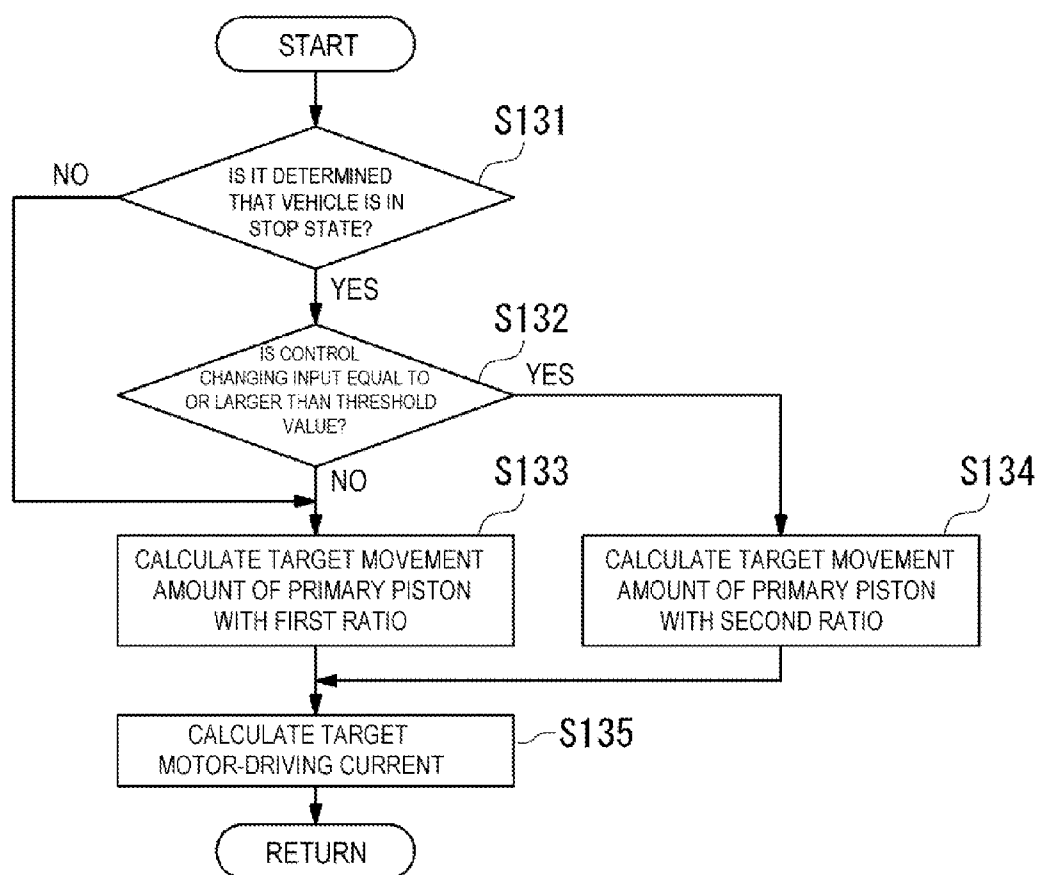 START
S131
NO
IS IT DETERMINED
THAT VEHICLE IS IN
STOP STATE?
YES
S132
IS CONTROL
CHANGING INPUT EQUAL TO
OR LARGER THAN THRESHOLD
VALUE?
YES
NO
S133
S134
CALCULATE TARGET MOVEMENT
AMOUNT OF PRIMARY PISTON
WITH FIRST RATIO
CALCULATE TARGET MOVEMENT
AMOUNT OF PRIMARY PISTON
WITH SECOND RATIO
CALCULATE TARGET
MOTOR-DRIVING CURRENT
S135
RETURN